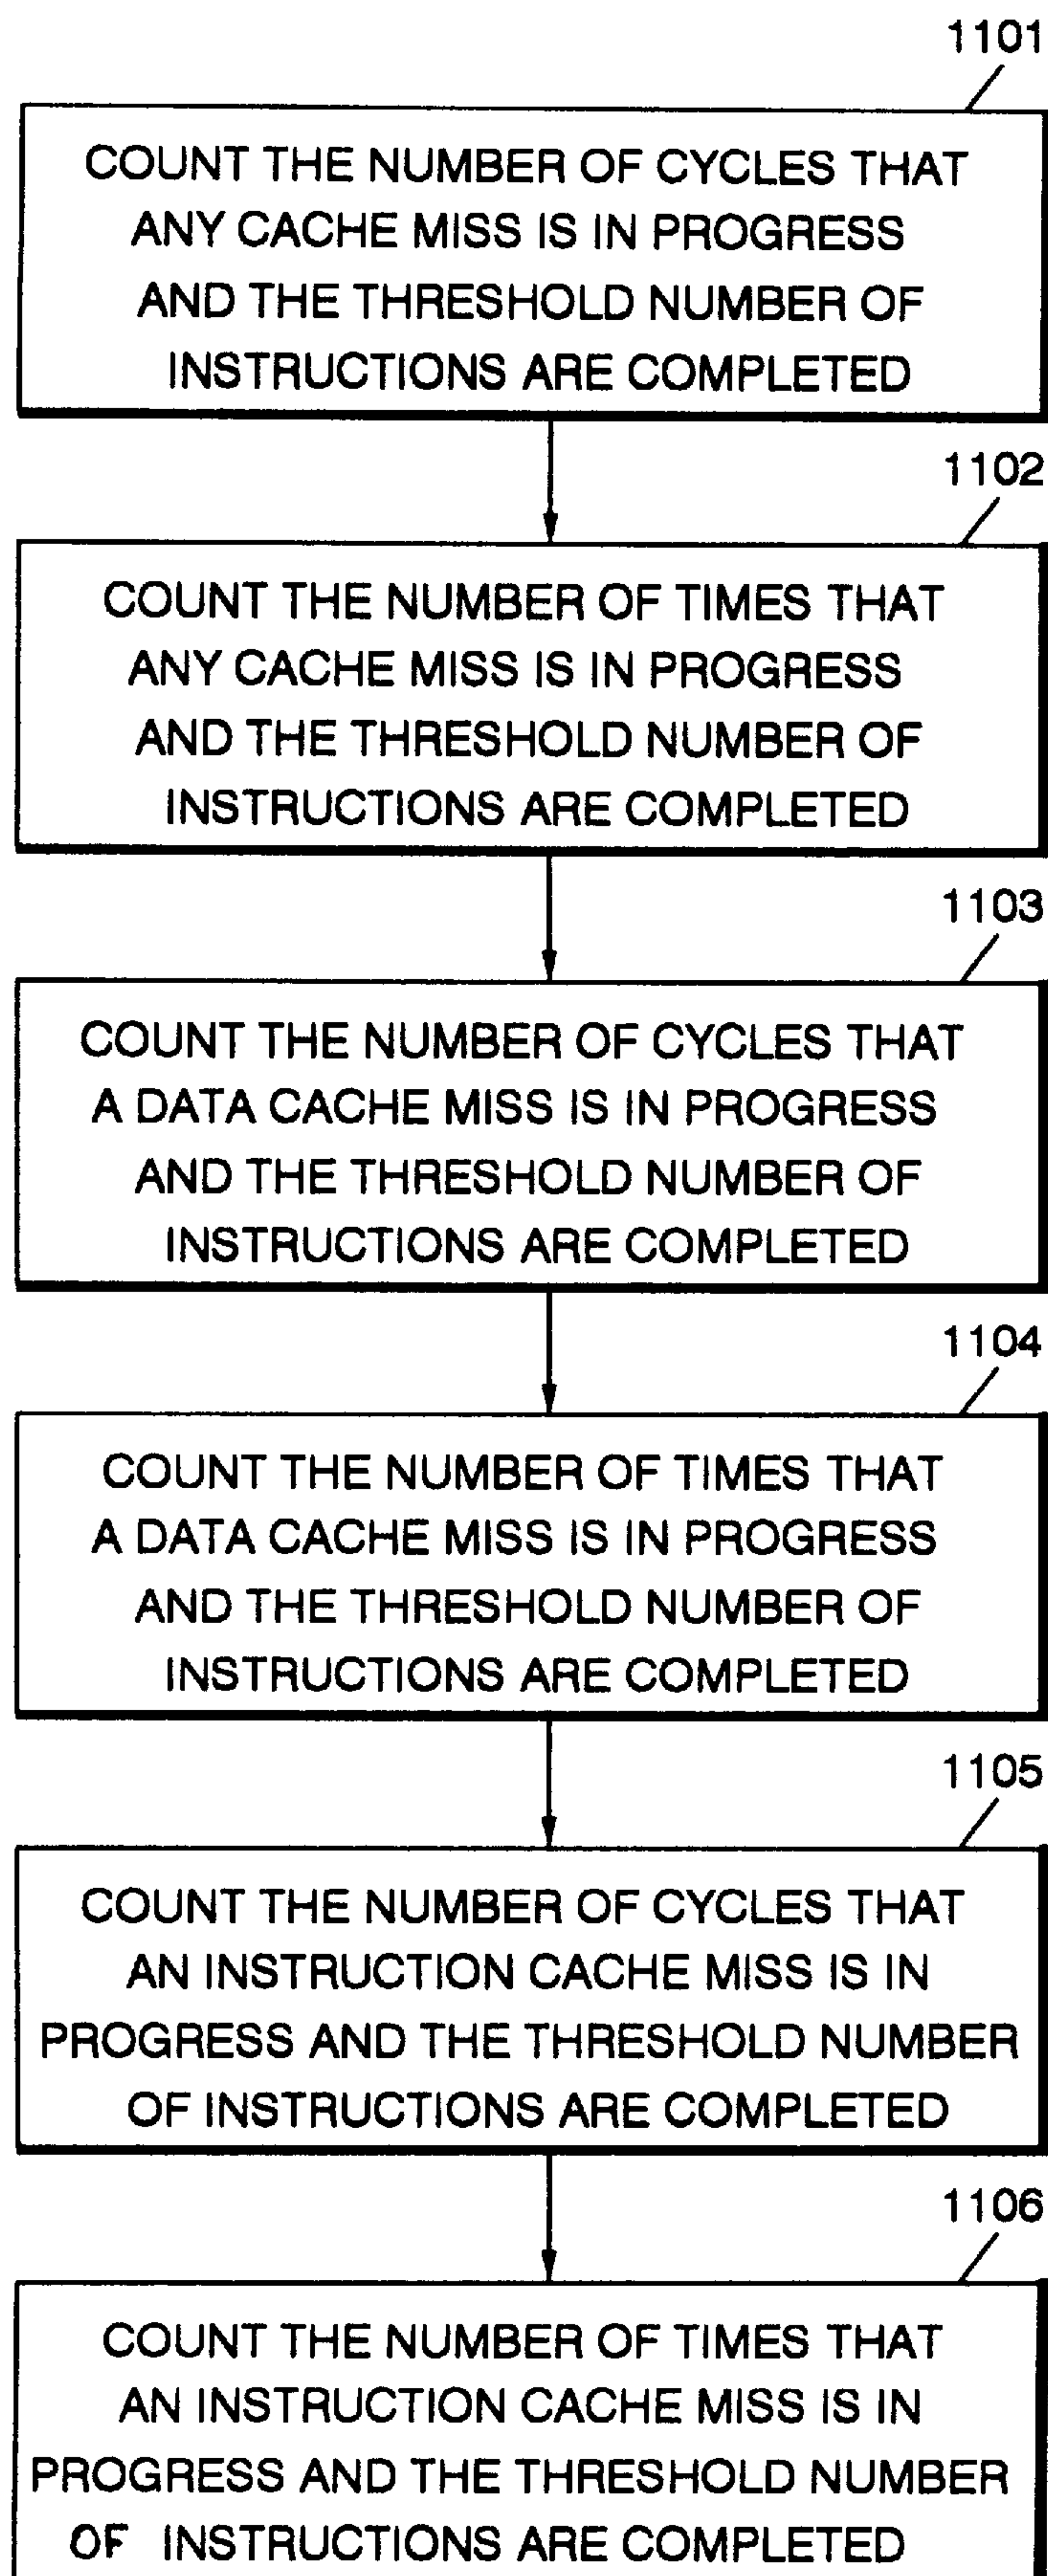 1101
COUNT THE NUMBER OF CYCLES THAT
ANY CACHE MISS IS IN PROGRESS
AND THE THRESHOLD NUMBER OF
INSTRUCTIONS ARE COMPLETED
1102
COUNT THE NUMBER OF TIMES THAT
ANY CACHE MISS IS IN PROGRESS
AND THE THRESHOLD NUMBER OF
INSTRUCTIONS ARE COMPLETED
1103
COUNT THE NUMBER OF CYCLES THAT
A DATA CACHE MISS IS IN PROGRESS
AND THE THRESHOLD NUMBER OF
INSTRUCTIONS ARE COMPLETED
1104
COUNT THE NUMBER OF TIMES THAT
A DATA CACHE MISS IS IN PROGRESS
AND THE THRESHOLD NUMBER OF
INSTRUCTIONS ARE COMPLETED
1105
COUNT THE NUMBER OF CYCLES THAT
AN INSTRUCTION CACHE MISS IS IN
PROGRESS AND THE THRESHOLD NUMBER
OF INSTRUCTIONS ARE COMPLETED
1106
COUNT THE NUMBER OF TIMES THAT
AN INSTRUCTION CACHE MISS IS IN
PROGRESS AND THE THRESHOLD NUMBER
OF INSTRUCTIONS ARE COMPLETED